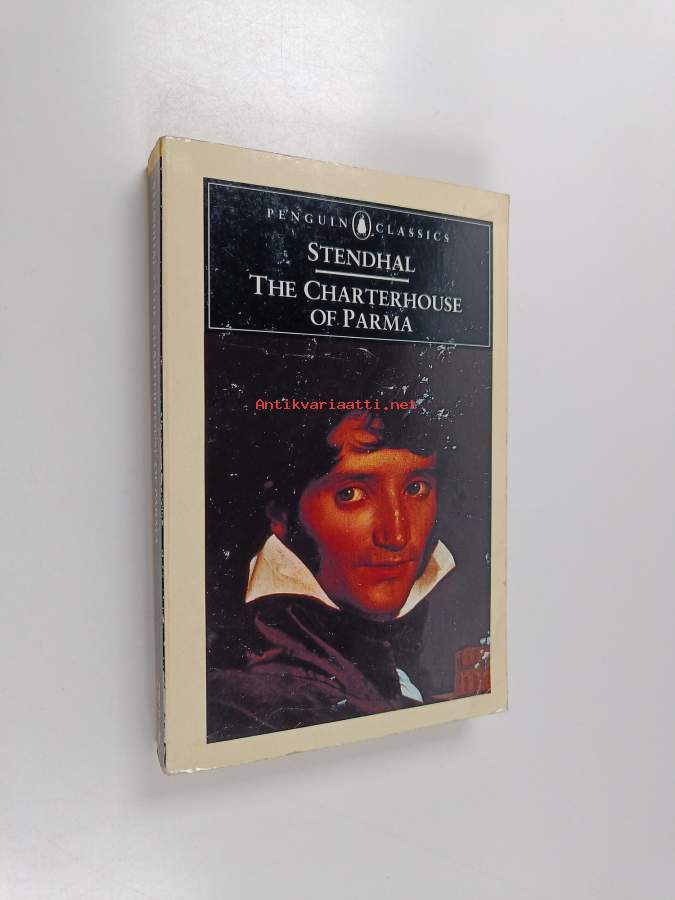 PENGUIN CLASSICS
STENDHAL
THE CHARTERHOUSE
OF PARMA
Antikvariaatti.net